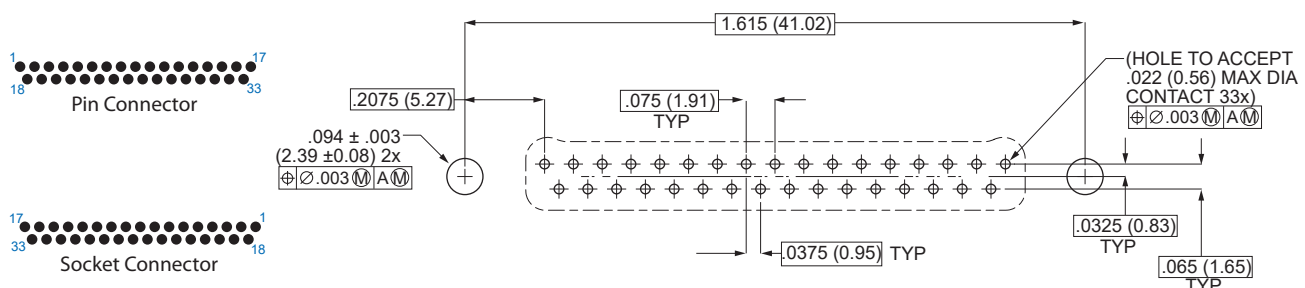 1.615 (41.02)
1 17
18 33
Pin Connector
.2075 (5.27)
.075 (1.91)
TYP
(HOLE TO ACCEPT
.022 (0.56) MAX DIA
CONTACT 33x)
⌖ ⌀.003 Ⓜ A Ⓜ
.094 ± .003
(2.39 ±0.08) 2x
⌖ ⌀.003 Ⓜ A Ⓜ
17 1
33 18
Socket Connector
.0375 (0.95) TYP
.0325 (0.83)
TYP
.065 (1.65)
TYP